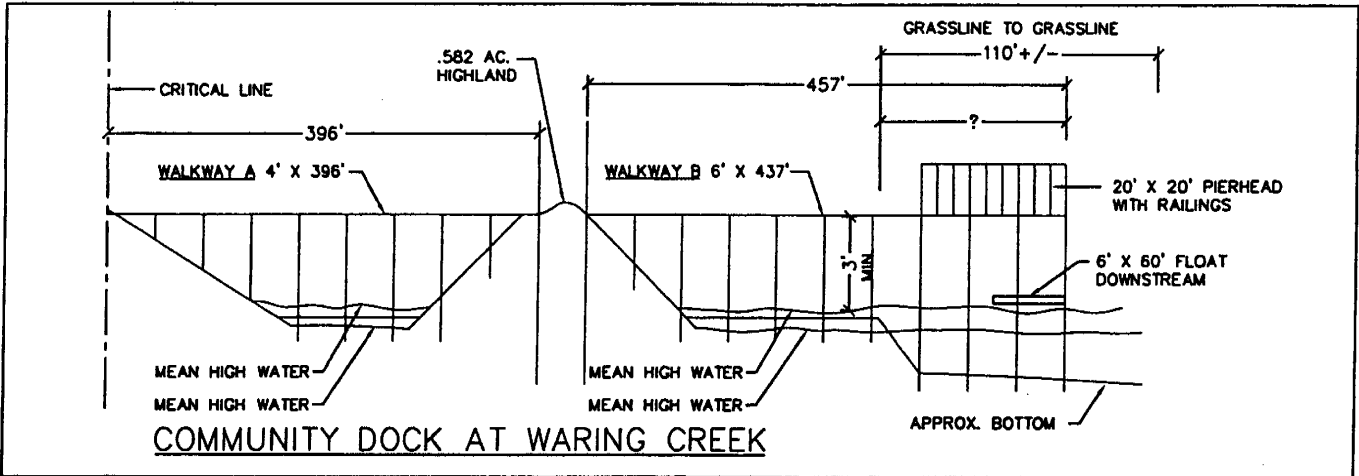 GRASSLINE TO GRASSLINE
110'+/-
.582 AC.
HIGHLAND
CRITICAL LINE
457'
396'
?
WALKWAY A 4' X 396'
WALKWAY B 6' X 437'
20' X 20' PIERHEAD
WITH RAILINGS
3'
MIN.
6' X 60' FLOAT
DOWNSTREAM
MEAN HIGH WATER
MEAN HIGH WATER
MEAN HIGH WATER
MEAN HIGH WATER
APPROX. BOTTOM
COMMUNITY DOCK AT WARING CREEK